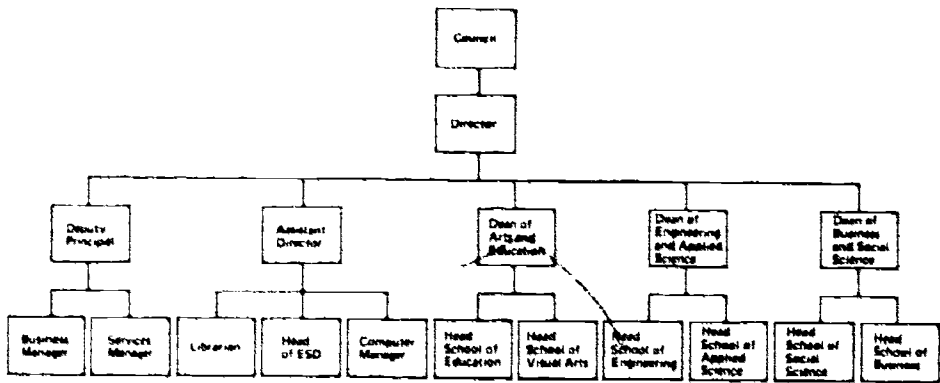 Council
Director
Deputy
Principal
Assistant
Director
Dean of
Arts and
Education
Dean of
Engineering
and Applied
Science
Dean of
Business
and Social
Science
Business
Manager
Services
Manager
Librarian
Head
of ESD
Computer
Manager
Head
School of
Education
Head
School of
Visual Arts
Head
School of
Engineering
Head
School of
Applied
Science
Head
School of
Social
Science
Head
School of
Business